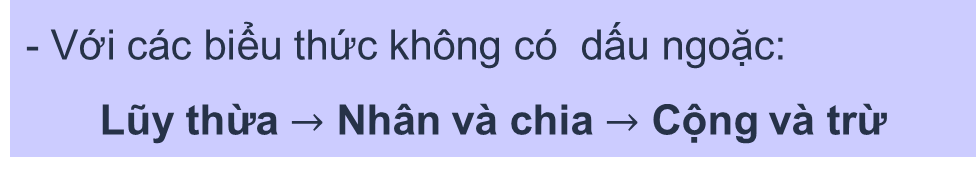 - Với các biểu thức không có dấu ngoặc:
Lũy thừa → Nhân và chia → Cộng và trừ